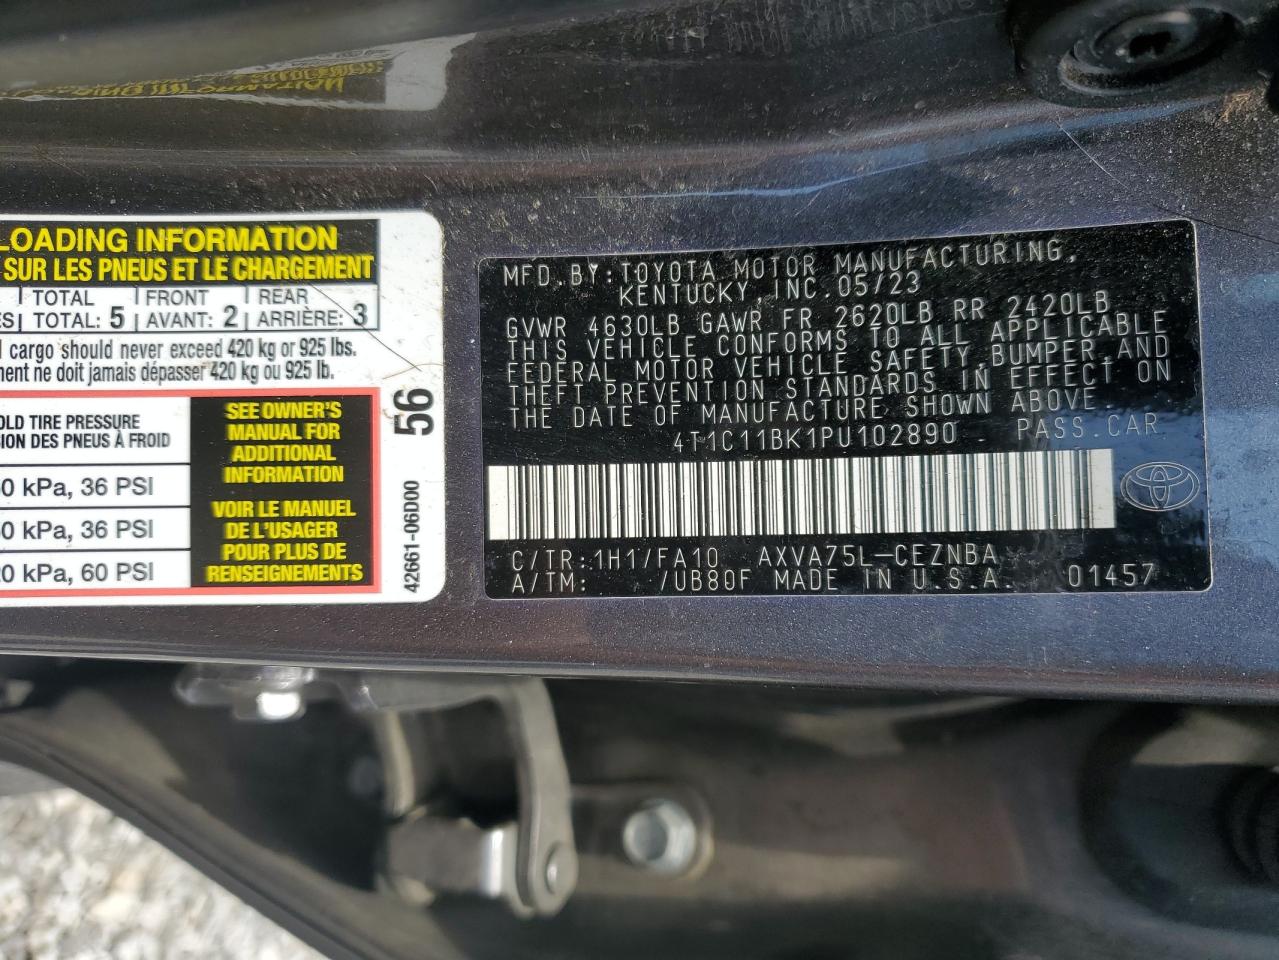 LOADING INFORMATION
SUR LES PNEUS ET LE CHARGEMENT
TOTAL FRONT REAR
TOTAL: 5 AVANT: 2 ARRIÈRE: 3
cargo should never exceed 420 kg or 925 lbs.
ne doit jamais dépasser 420 kg ou 925 lb.
TIRE PRESSURE
DES PNEUS À FROID
kPa, 36 PSI
kPa, 36 PSI
kPa, 60 PSI
SEE OWNER'S
MANUAL FOR
ADDITIONAL
INFORMATION
VOIR LE MANUEL
DE L'USAGER
POUR PLUS DE
RENSEIGNEMENTS
56
42661-06D00
MFD.BY:TOYOTA MOTOR MANUFACTURING,
KENTUCKY,INC.05/23
GVWR 4630LB GAWR FR 2620LB RR 2420LB
THIS VEHICLE CONFORMS TO ALL APPLICABLE
FEDERAL MOTOR VEHICLE SAFETY,BUMPER,AND
THEFT PREVENTION STANDARDS IN EFFECT ON
THE DATE OF MANUFACTURE SHOWN ABOVE.
4T1C11BK1PU102890 PASS.CAR
C/TR:1H1/FA10 AXVA75L-CEZNBA
A/TM: /UB80F MADE IN U.S.A. 01457